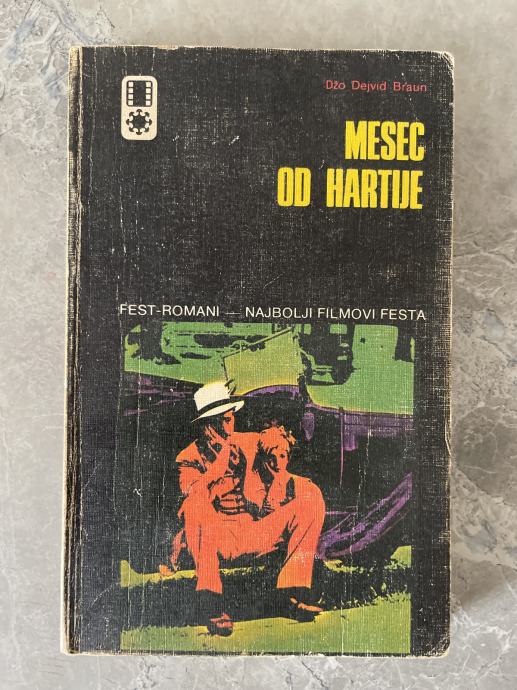 Džo Dejvid Braun
MESEC
OD HARTIJE
FEST-ROMANI — NAJBOLJI FILMOVI FESTA